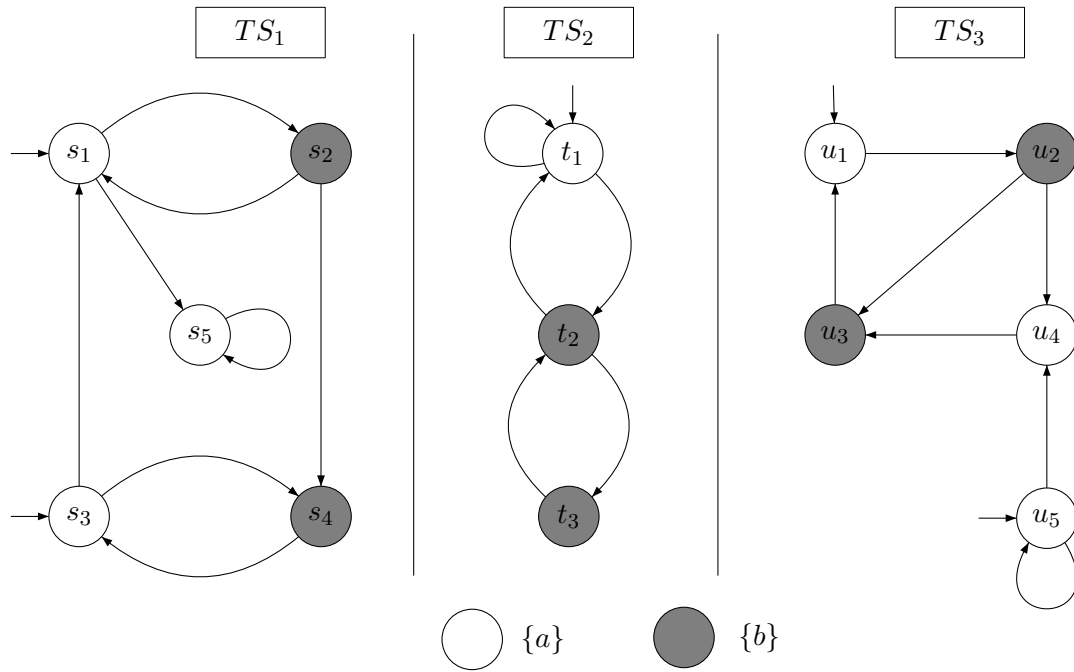 TS₁ TS₂ TS₃
s₁ s₂ t₁ u₁ u₂
s₅ t₂ u₃ u₄
s₃ s₄ t₃ u₅
{a} {b}